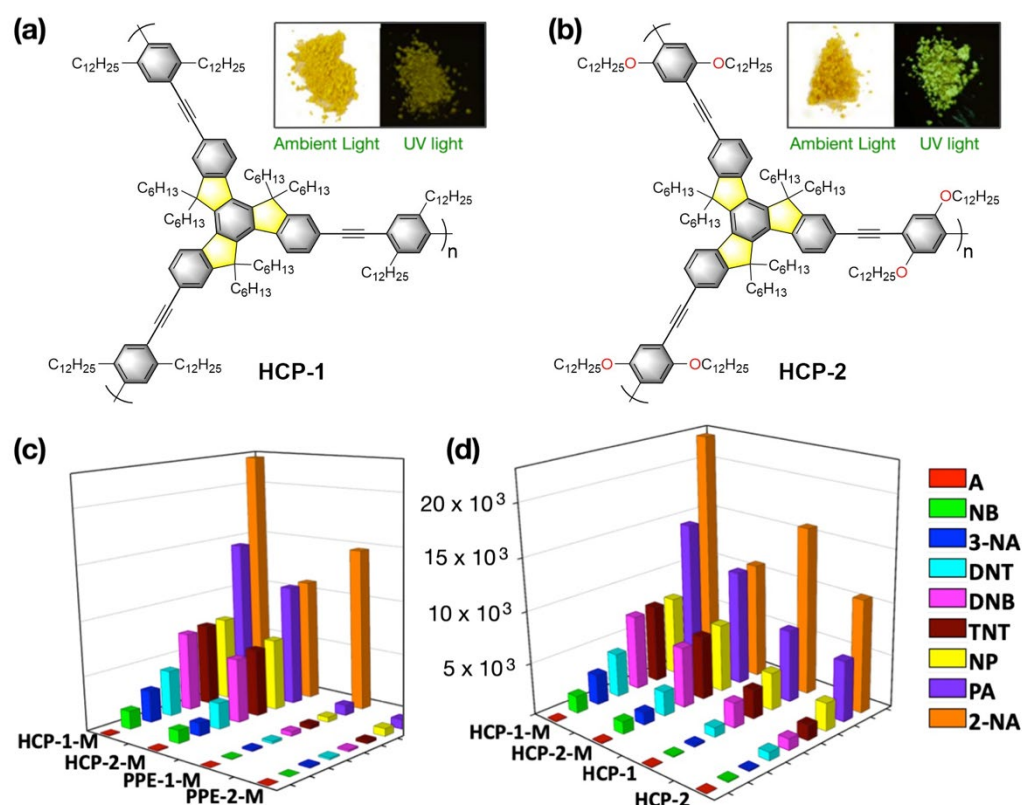 (a)
C12H25
C12H25
Ambient Light
UV light
C6H13
C6H13
C6H13
C6H13
C12H25
n
C12H25
C6H13
C6H13
C12H25
C12H25
HCP-1
(b)
C12H25O
OC12H25
Ambient Light
UV light
C6H13
C6H13
C6H13
C6H13
OC12H25
n
C12H25O
C6H13
C6H13
C12H25O
OC12H25
HCP-2
(c)
HCP-1-M
HCP-2-M
PPE-1-M
PPE-2-M
(d)
20 x 10³
15 x 10³
10 x 10³
5 x 10³
HCP-1-M
HCP-2-M
HCP-1
HCP-2
A
NB
3-NA
DNT
DNB
TNT
NP
PA
2-NA